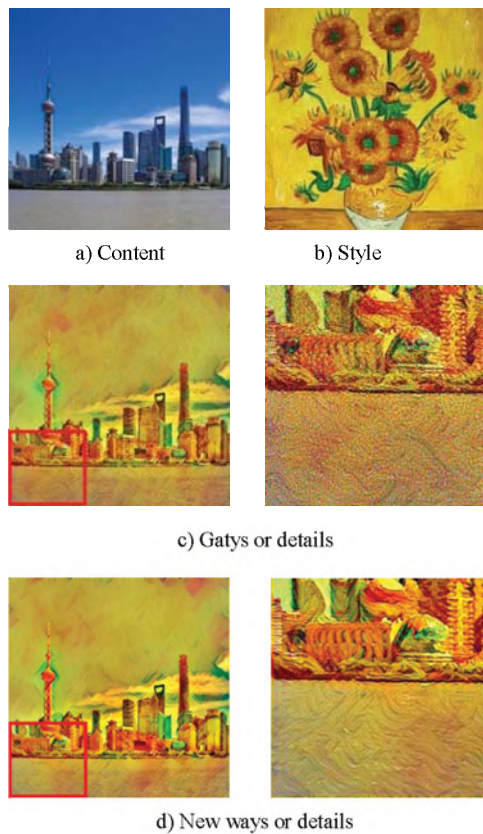 a) Content
b) Style
c) Gatys or details
d) New ways or details